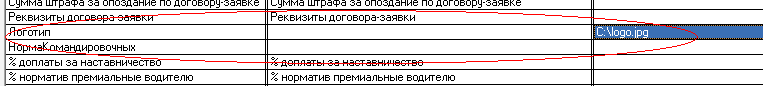 Сумма штрафа за опоздание по договору-заявке Сумма штрафа за опоздание по договору-заявке
Реквизиты договора-заявки Реквизиты договора-заявки
Логотип C:\logo.jpg
НормаКомандировочных
% доплаты за наставничество % доплаты за наставничество
% норматив премиальные водителю % норматив премиальные водителю